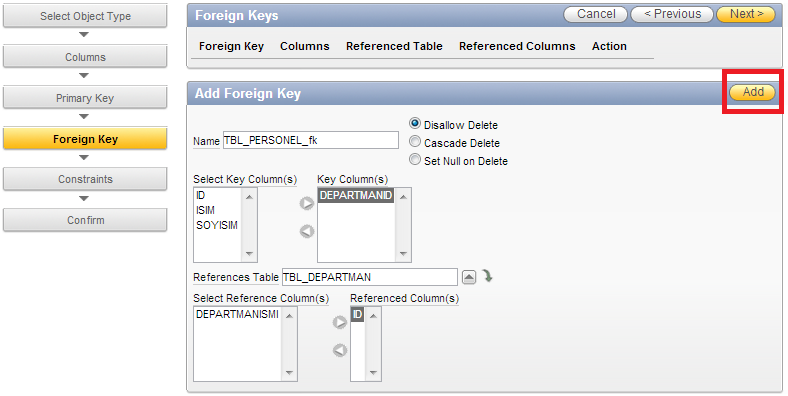 Select Object Type
Columns
Primary Key
Foreign Key
Constraints
Confirm
Foreign Keys
Cancel
< Previous
Next >
Foreign Key Columns Referenced Table Referenced Columns Action
Add Foreign Key
Add
Name TBL_PERSONEL_fk
Disallow Delete
Cascade Delete
Set Null on Delete
Select Key Column(s)
ID
ISIM
SOYISIM
Key Column(s)
DEPARTMANID
References Table TBL_DEPARTMAN
Select Reference Column(s)
DEPARTMANISMI
Referenced Column(s)
ID